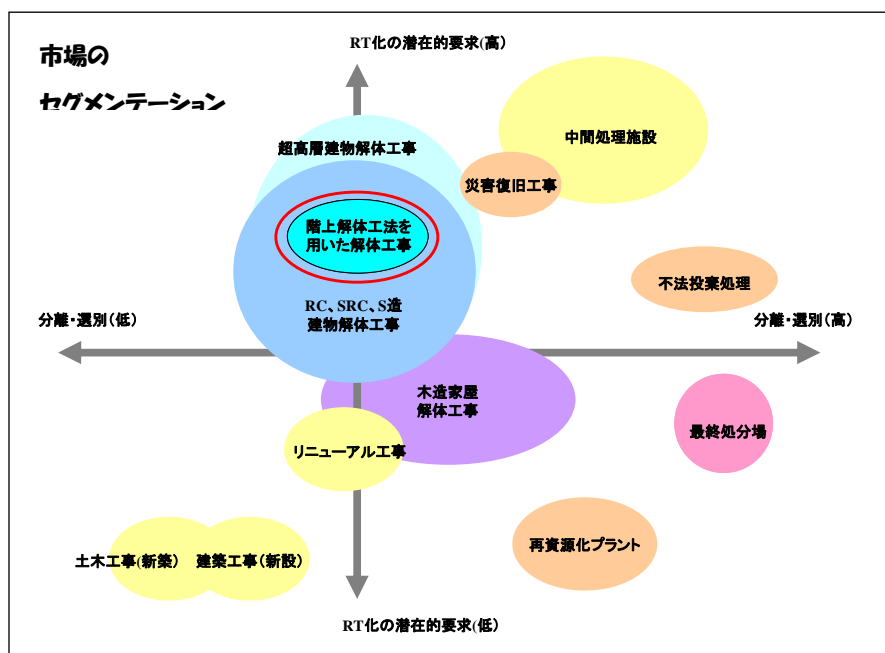 市場の
セグメンテーション
RT化の潜在的要求(高)
超高層建物解体工事
中間処理施設
災害復旧工事
階上解体工法を
用いた解体工事
不法投棄処理
RC、SRC、S造
建物解体工事
分離・選別(低)
分離・選別(高)
木造家屋
解体工事
最終処分場
リニューアル工事
再資源化プラント
土木工事(新築)
建築工事(新設)
RT化の潜在的要求(低)